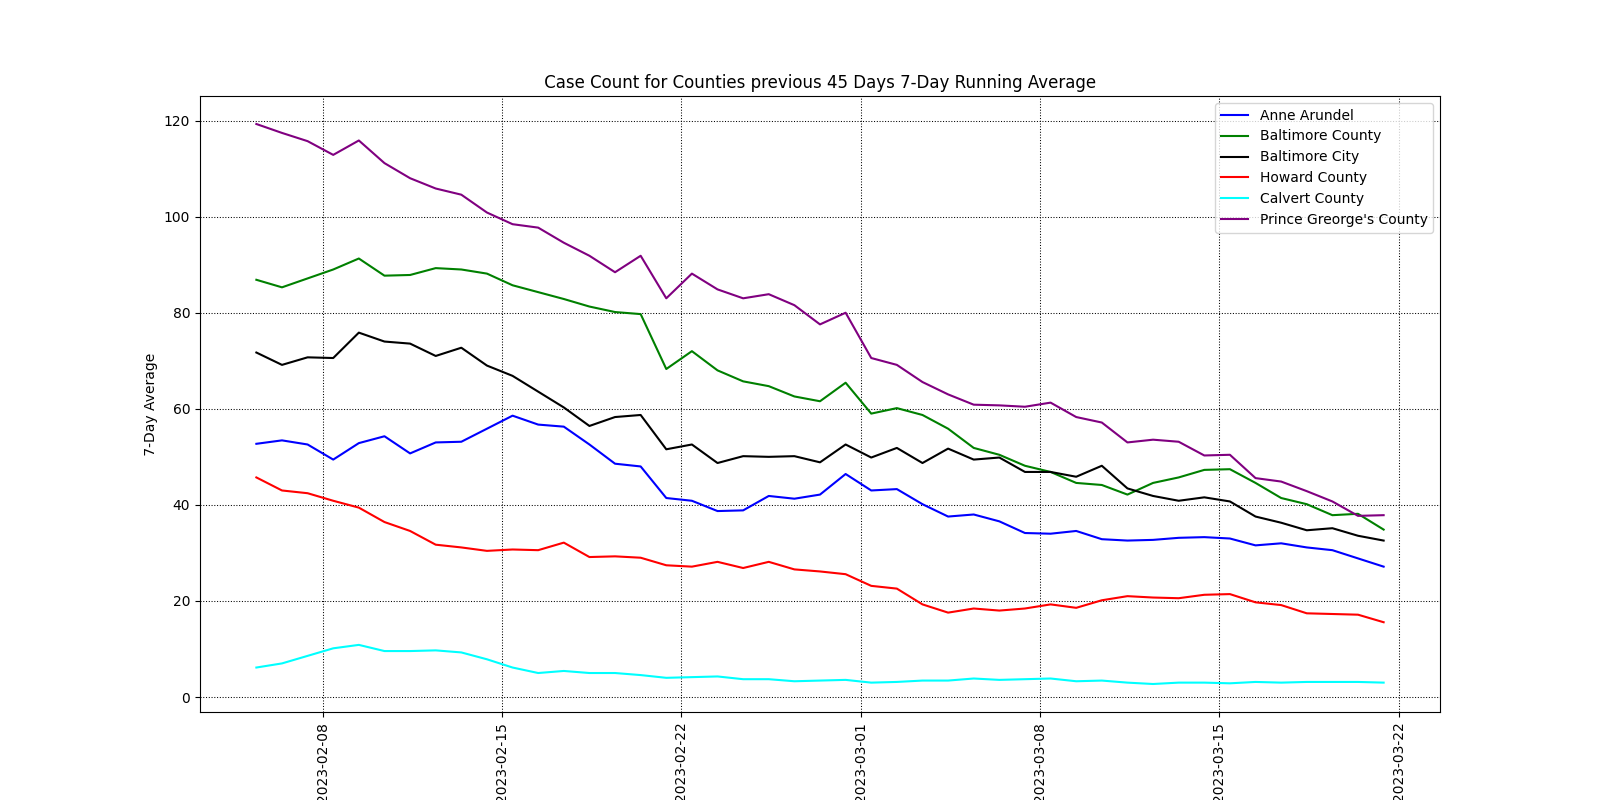 Case Count for Counties previous 45 Days 7-Day Running Average
120
100
80
60
40
20
0
7-Day Average
Anne Arundel
Baltimore County
Baltimore City
Howard County
Calvert County
Prince Greorge's County
2023-02-08
2023-02-15
2023-02-22
2023-03-01
2023-03-08
2023-03-15
2023-03-22